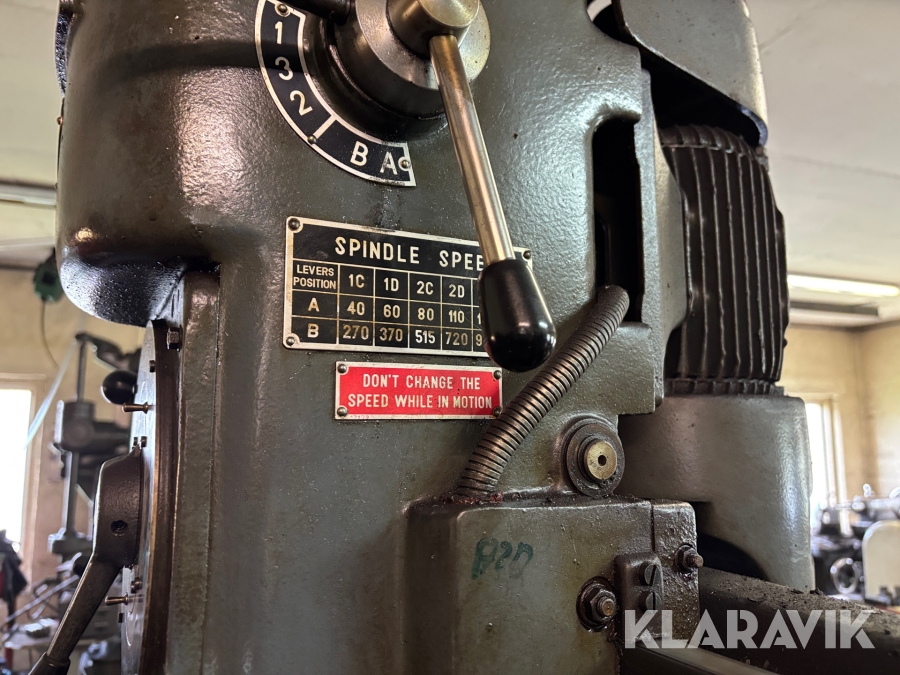 1
3
2
B A
SPINDLE
LEVERS POSITION 1C 1D 2C 2D
A 40 60 80 110
B 270 370 515 720
DON'T CHANGE THE
SPEED WHILE IN MOTION
KLARAVIK